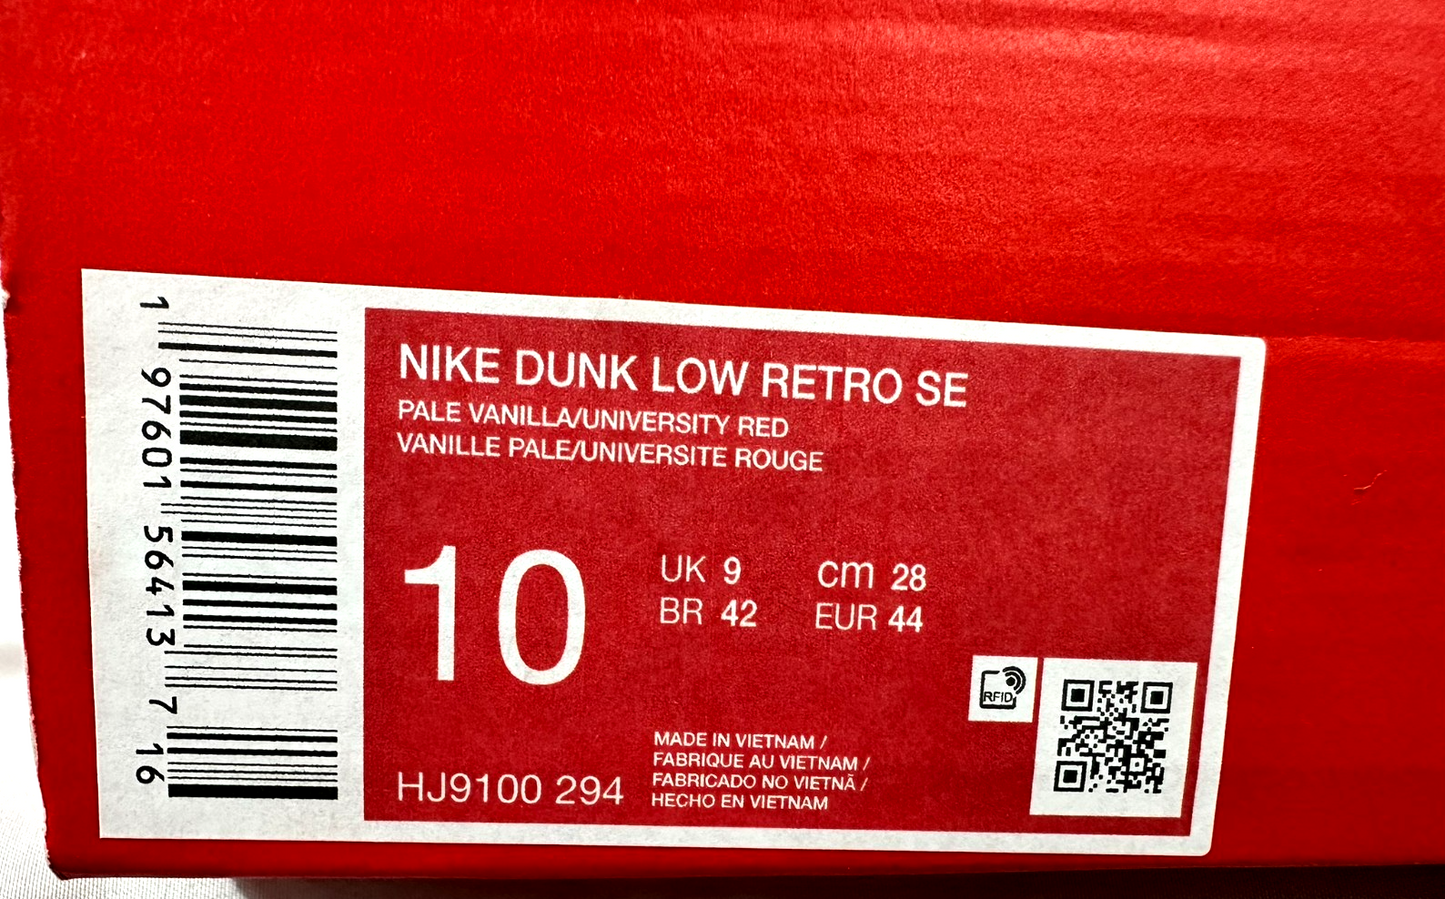 1 97601 56413 7 16
NIKE DUNK LOW RETRO SE
PALE VANILLA/UNIVERSITY RED
VANILLE PALE/UNIVERSITE ROUGE
10
UK 9 cm 28
BR 42 EUR 44
RFID
HJ9100 294
MADE IN VIETNAM /
FABRIQUE AU VIETNAM /
FABRICADO NO VIETNÃ /
HECHO EN VIETNAM